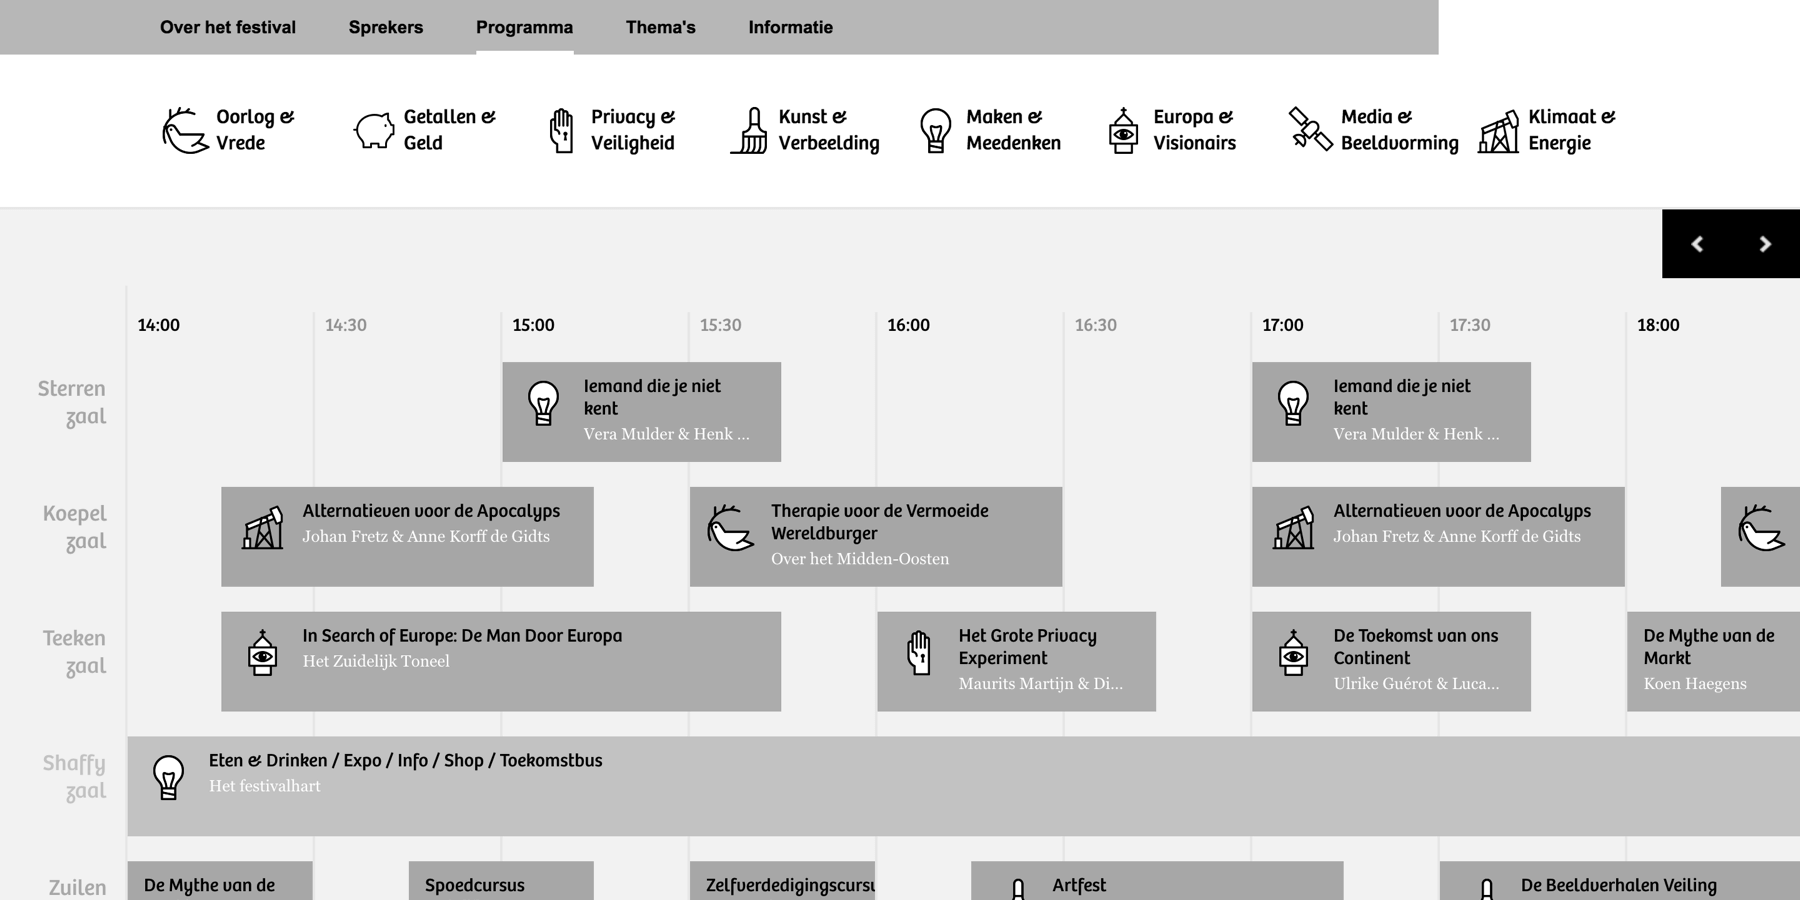 Over het festival
Sprekers
Programma
Thema's
Informatie
Oorlog &
Vrede
Getallen &
Geld
Privacy &
Veiligheid
Kunst &
Verbeelding
Maken &
Meedenken
Europa &
Visionairs
Media &
Beeldvorming
Klimaat &
Energie
14:00
14:30
15:00
15:30
16:00
16:30
17:00
17:30
18:00
Sterren
zaal
Iemand die je niet
kent
Vera Mulder & Henk ...
Iemand die je niet
kent
Vera Mulder & Henk ...
Koepel
zaal
Alternatieven voor de Apocalyps
Johan Fretz & Anne Korff de Gidts
Therapie voor de Vermoeide
Wereldburger
Over het Midden-Oosten
Alternatieven voor de Apocalyps
Johan Fretz & Anne Korff de Gidts
Teeken
zaal
In Search of Europe: De Man Door Europa
Het Zuidelijk Toneel
Het Grote Privacy
Experiment
Maurits Martijn & Di...
De Toekomst van ons
Continent
Ulrike Guérot & Luca...
De Mythe van de
Markt
Koen Haegens
Shaffy
zaal
Eten & Drinken / Expo / Info / Shop / Toekomstbus
Het festivalhart
Zuilen
De Mythe van de
Spoedcursus
Zelfverdedigingscursu
Artfest
De Beeldverhalen Veiling